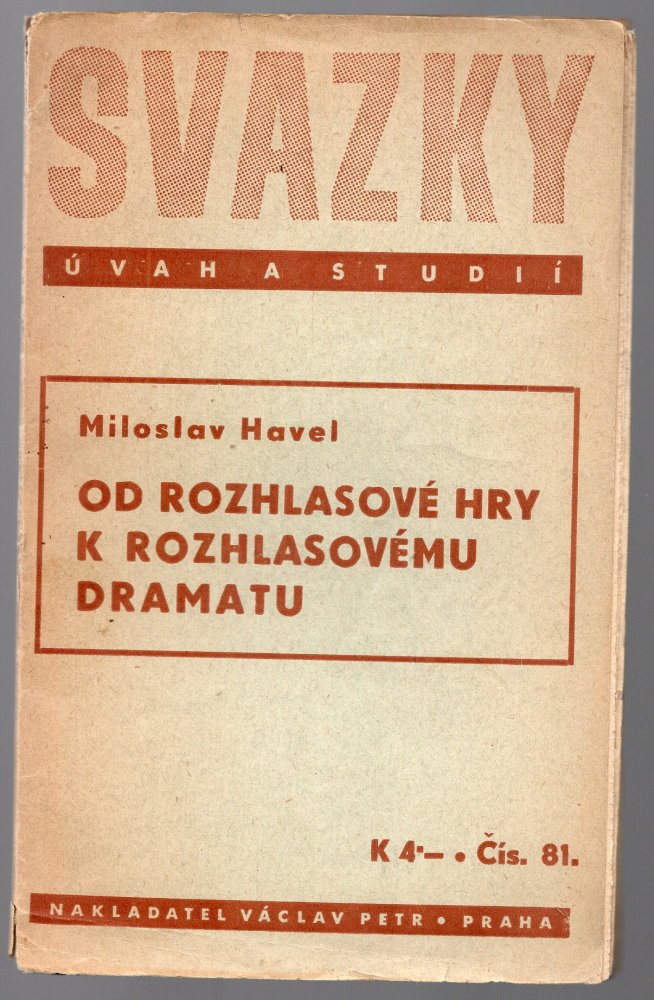 SVAZKY
ÚVAH A STUDIÍ
Miloslav Havel
OD ROZHLASOVÉ HRY
K ROZHLASOVÉMU
DRAMATU
K 4·— • Čís. 81.
NAKLADATEL VÁCLAV PETR • PRAHA